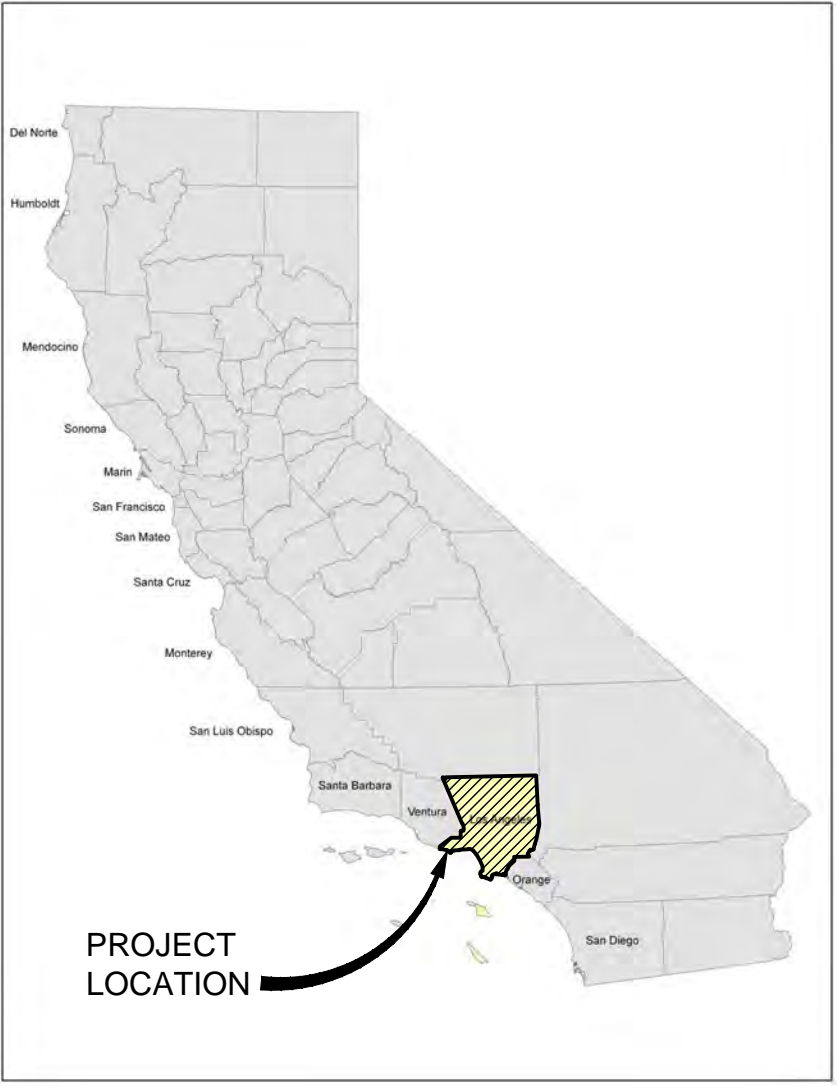 Del Norte
Humboldt
Mendocino
Sonoma
Marin
San Francisco
San Mateo
Santa Cruz
Monterey
San Luis Obispo
Santa Barbara
Ventura
Los Angeles
Orange
San Diego
PROJECT
LOCATION